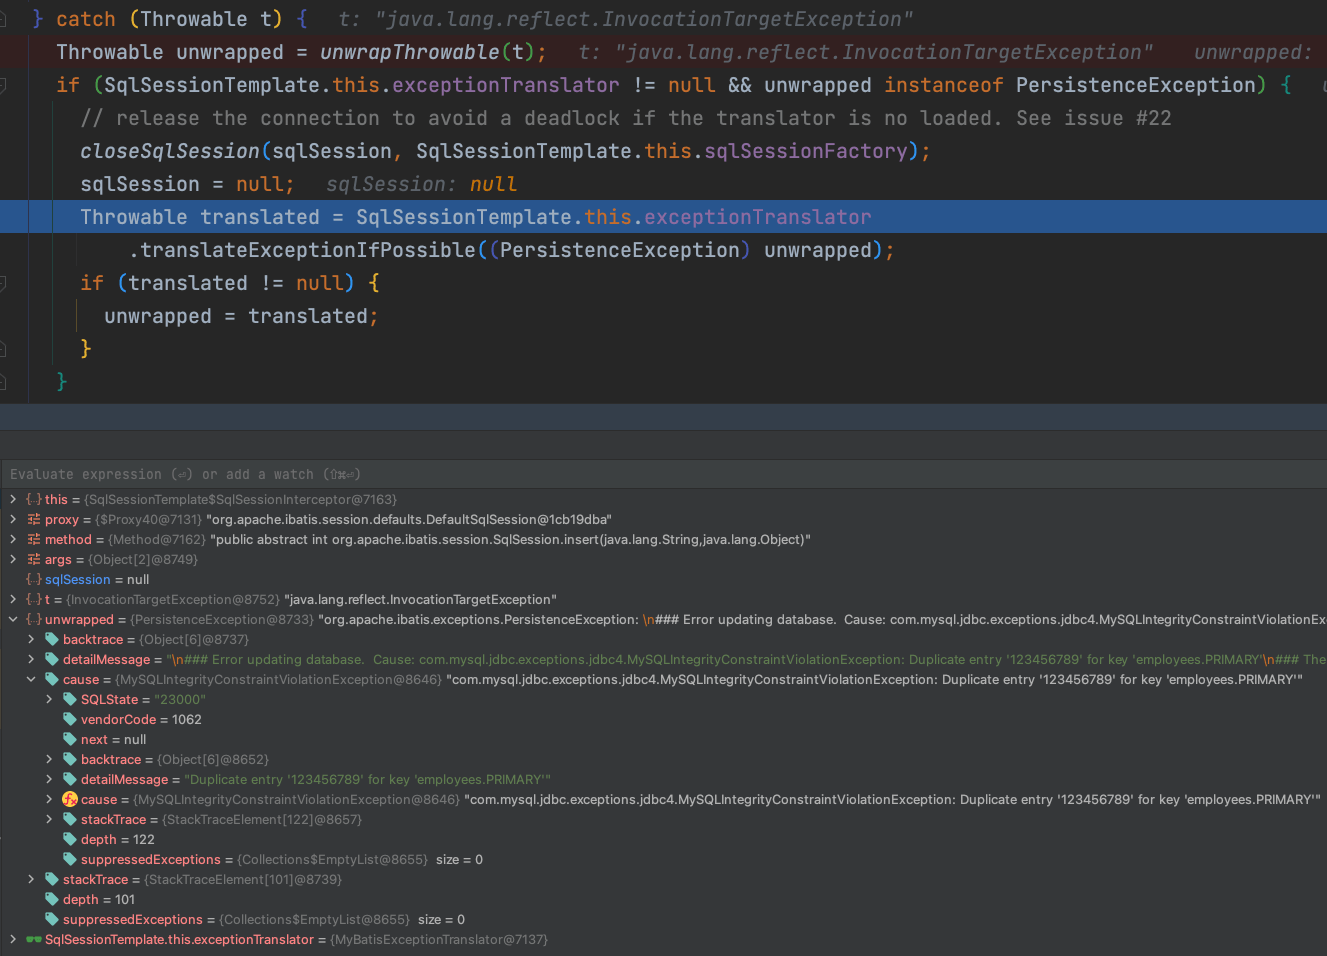 } catch (Throwable t) {   t: "java.lang.reflect.InvocationTargetException"
Throwable unwrapped = unwrapThrowable(t);   t: "java.lang.reflect.InvocationTargetException"   unwrapped:
if (SqlSessionTemplate.this.exceptionTranslator != null && unwrapped instanceof PersistenceException) {
// release the connection to avoid a deadlock if the translator is no loaded. See issue #22
closeSqlSession(sqlSession, SqlSessionTemplate.this.sqlSessionFactory);
sqlSession = null;   sqlSession: null
Throwable translated = SqlSessionTemplate.this.exceptionTranslator
.translateExceptionIfPossible((PersistenceException) unwrapped);
if (translated != null) {
unwrapped = translated;
}
}
Evaluate expression (⏎) or add a watch (⇧⌘⏎)
this = {SqlSessionTemplate$SqlSessionInterceptor@7163}
proxy = {$Proxy40@7131} "org.apache.ibatis.session.defaults.DefaultSqlSession@1cb19dba"
method = {Method@7162} "public abstract int org.apache.ibatis.session.SqlSession.insert(java.lang.String,java.lang.Object)"
args = {Object[2]@8749}
sqlSession = null
t = {InvocationTargetException@8752} "java.lang.reflect.InvocationTargetException"
unwrapped = {PersistenceException@8733} "org.apache.ibatis.exceptions.PersistenceException: \n### Error updating database.  Cause: com.mysql.jdbc.exceptions.jdbc4.MySQLIntegrityConstraintViolationEx
backtrace = {Object[6]@8737}
detailMessage = "\n### Error updating database.  Cause: com.mysql.jdbc.exceptions.jdbc4.MySQLIntegrityConstraintViolationException: Duplicate entry '123456789' for key 'employees.PRIMARY'\n### The
cause = {MySQLIntegrityConstraintViolationException@8646} "com.mysql.jdbc.exceptions.jdbc4.MySQLIntegrityConstraintViolationException: Duplicate entry '123456789' for key 'employees.PRIMARY'"
SQLState = "23000"
vendorCode = 1062
next = null
backtrace = {Object[6]@8652}
detailMessage = "Duplicate entry '123456789' for key 'employees.PRIMARY'"
cause = {MySQLIntegrityConstraintViolationException@8646} "com.mysql.jdbc.exceptions.jdbc4.MySQLIntegrityConstraintViolationException: Duplicate entry '123456789' for key 'employees.PRIMARY'"
stackTrace = {StackTraceElement[122]@8657}
depth = 122
suppressedExceptions = {Collections$EmptyList@8655}  size = 0
stackTrace = {StackTraceElement[101]@8739}
depth = 101
suppressedExceptions = {Collections$EmptyList@8655}  size = 0
SqlSessionTemplate.this.exceptionTranslator = {MyBatisExceptionTranslator@7137}